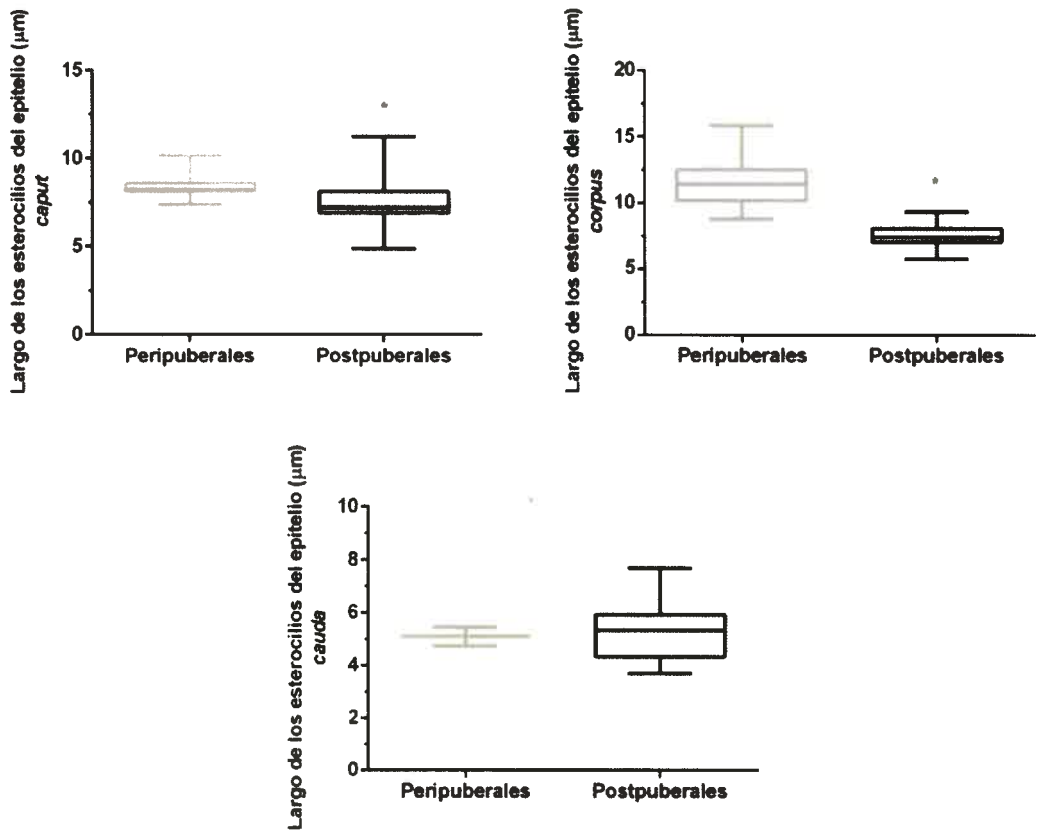 Largo de los esterocilios del epitelio (µm)
caput
15
10
5
0
Peripuberales
Postpuberales
Largo de los esterocilios del epitelio (µm)
corpus
20
15
10
5
0
Peripuberales
Postpuberales
Largo de los esterocilios del epitelio (µm)
cauda
10
8
6
4
2
0
Peripuberales
Postpuberales